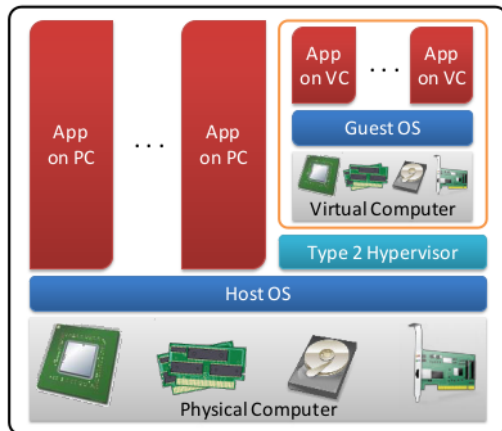 App
on PC
...
App
on PC
App
on VC
...
App
on VC
Guest OS
Virtual Computer
Type 2 Hypervisor
Host OS
Physical Computer